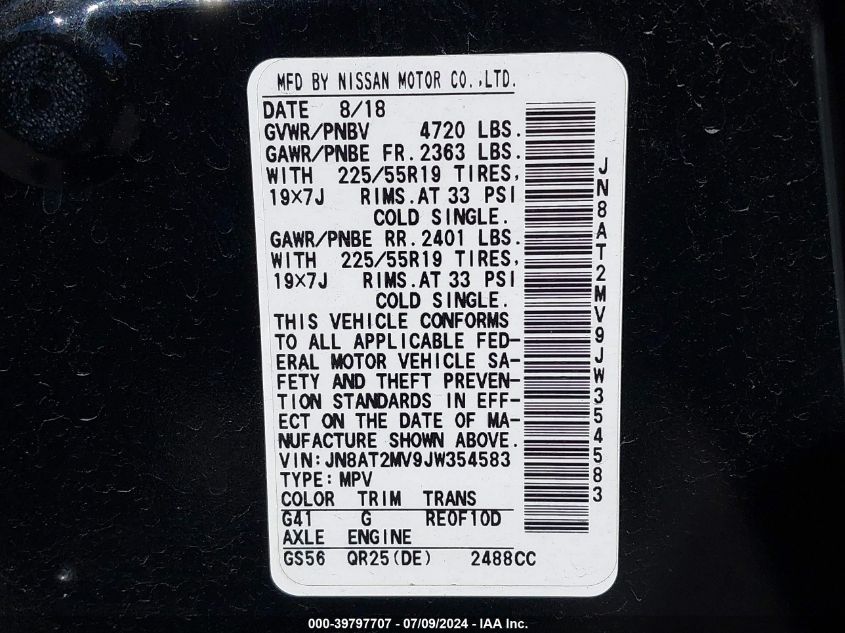 MFD BY NISSAN MOTOR CO.,LTD.
DATE 8/18
GVWR/PNBV 4720 LBS.
GAWR/PNBE FR.2363 LBS.
WITH 225/55R19 TIRES,
19×7J RIMS.AT 33 PSI
COLD SINGLE.
GAWR/PNBE RR.2401 LBS.
WITH 225/55R19 TIRES,
19×7J RIMS.AT 33 PSI
COLD SINGLE.
THIS VEHICLE CONFORMS
TO ALL APPLICABLE FED-
ERAL MOTOR VEHICLE SA-
FETY AND THEFT PREVEN-
TION STANDARDS IN EFF-
ECT ON THE DATE OF MA-
NUFACTURE SHOWN ABOVE.
VIN:JN8AT2MV9JW354583
TYPE:MPV
COLOR TRIM TRANS
G41 G RE0F10D
AXLE ENGINE
GS56 QR25(DE) 2488CC
JN8AT2MV9JW354583
000-39797707 - 07/09/2024 - IAA Inc.